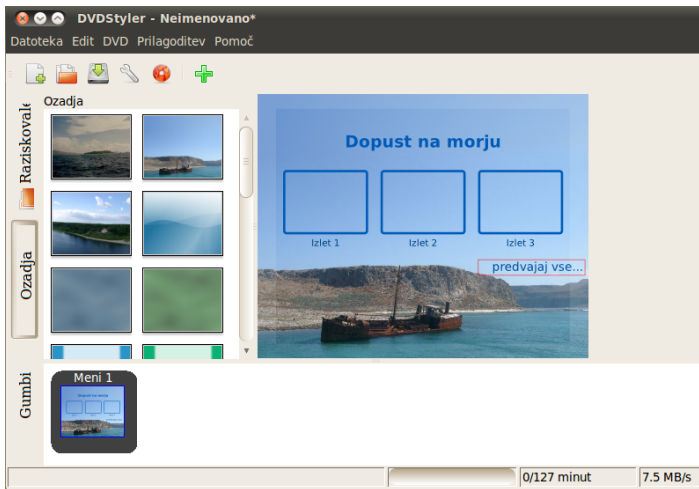 DVDStyler - Neimenovano*
Datoteka Edit DVD Prilagoditev Pomoč
Raziskovale
Ozadja
Gumbi
Ozadja
Dopust na morju
Izlet 1 Izlet 2 Izlet 3
predvajaj vse...
Meni 1
0/127 minut 7.5 MB/s